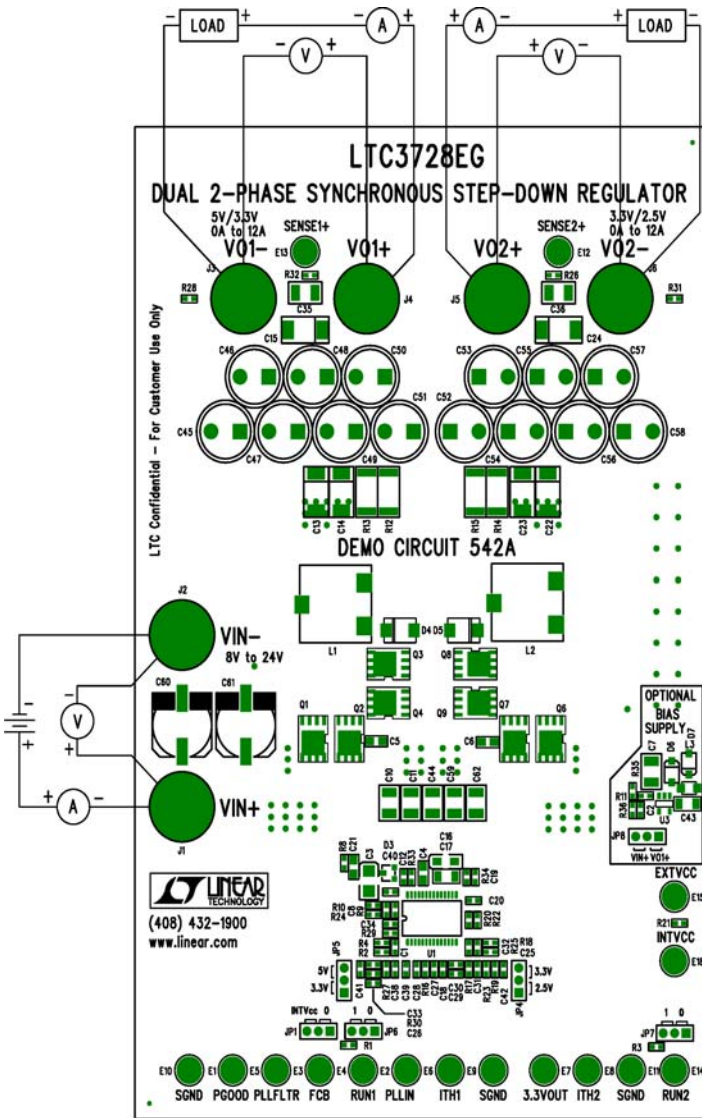 - LOAD + - A +
+ A - + LOAD -
- V +
+ V -
LTC3728EG
DUAL 2-PHASE SYNCHRONOUS STEP-DOWN REGULATOR
5V/3.3V
0A to 12A
SENSE1+
SENSE2+
3.3V/2.5V
0A to 12A
VO1-
E13
VO1+
VO2+
E12
VO2-
J3
R32
J4
J5
R26
J6
R28
C35
C36
R31
C15
C24
C46
C48
C50
C53
C55
C57
C45
C47
C49
C51
C52
C54
C56
C58
C13
C14
R13
R12
R15
R14
C23
C22
LTC Confidential - For Customer Use Only
DEMO CIRCUIT 542A
L1
D4
D5
L2
J2
VIN-
8V to 24V
Q3
Q8
C60
C61
Q1
Q2
Q4
Q9
Q7
Q6
C5
C6
- V +
- +
+ A -
VIN+
J1
C10
C11
C44
C59
C62
OPTIONAL
BIAS
SUPPLY
R35
C7
D6
D7
R11
R36
C2
U3
C43
JP8
VIN+ VO1+
EXTVCC
E15
R21
INTVCC
E16
LINEAR
TECHNOLOGY
(408) 432-1900
www.linear.com
R8
C21
C3
D3
C40
C12
R33
C4
C16
C17
R34
C19
C8
R10
R9
R24
C34
R29
R4
R2
C1
U1
C20
R20
R22
C32
R25
R18
C25
JP5
5V
3.3V
C41
R27
C38
C39
C28
R16
C27
C18
C30
C29
R17
C31
R23
R19
C42
JP4
3.3V
2.5V
C33
R30
C26
INTVcc 0
JP1
1 0
JP6
R1
1 0
JP7
R3
E10
E1
E5
E3
E4
E2
E6
E9
E7
E8
E11
E14
SGND
PGOOD
PLLFLTR
FCB
RUN1
PLLIN
ITH1
SGND
3.3VOUT
ITH2
SGND
RUN2